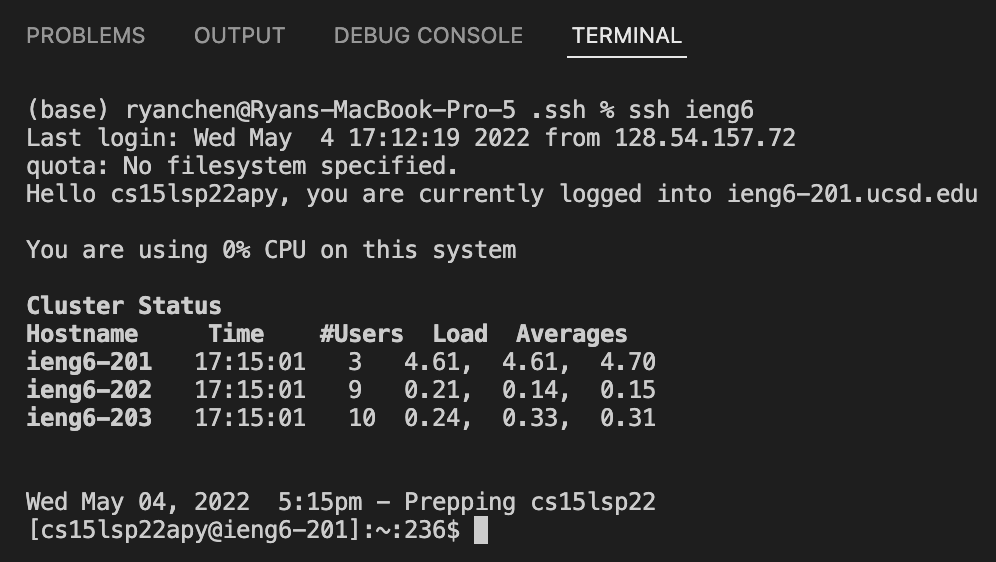 PROBLEMS OUTPUT DEBUG CONSOLE TERMINAL
(base) ryanchen@Ryans-MacBook-Pro-5 .ssh % ssh ieng6
Last login: Wed May  4 17:12:19 2022 from 128.54.157.72
quota: No filesystem specified.
Hello cs15lsp22apy, you are currently logged into ieng6-201.ucsd.edu
You are using 0% CPU on this system
Cluster Status
Hostname     Time    #Users  Load  Averages
ieng6-201   17:15:01   3   4.61,  4.61,  4.70
ieng6-202   17:15:01   9   0.21,  0.14,  0.15
ieng6-203   17:15:01   10  0.24,  0.33,  0.31
Wed May 04, 2022  5:15pm - Prepping cs15lsp22
[cs15lsp22apy@ieng6-201]:~:236$